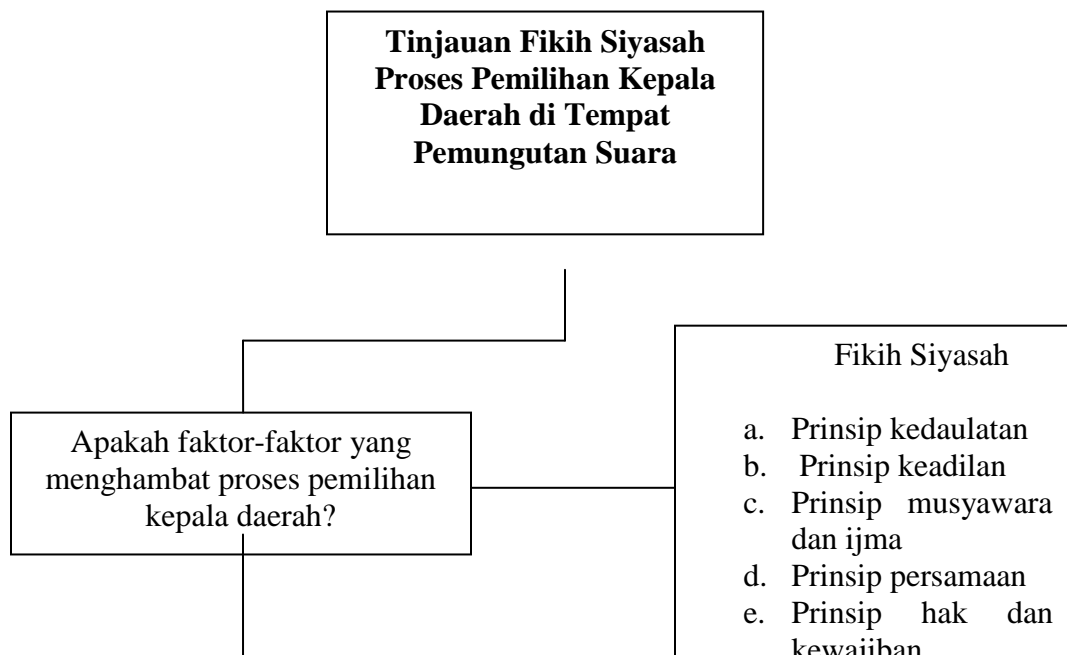 Tinjauan Fikih Siyasah
Proses Pemilihan Kepala
Daerah di Tempat
Pemungutan Suara
Apakah faktor-faktor yang
menghambat proses pemilihan
kepala daerah?
Fikih Siyasah
a. Prinsip kedaulatan
b. Prinsip keadilan
c. Prinsip musyawara
dan ijma
d. Prinsip persamaan
e. Prinsip hak dan
kewajiban